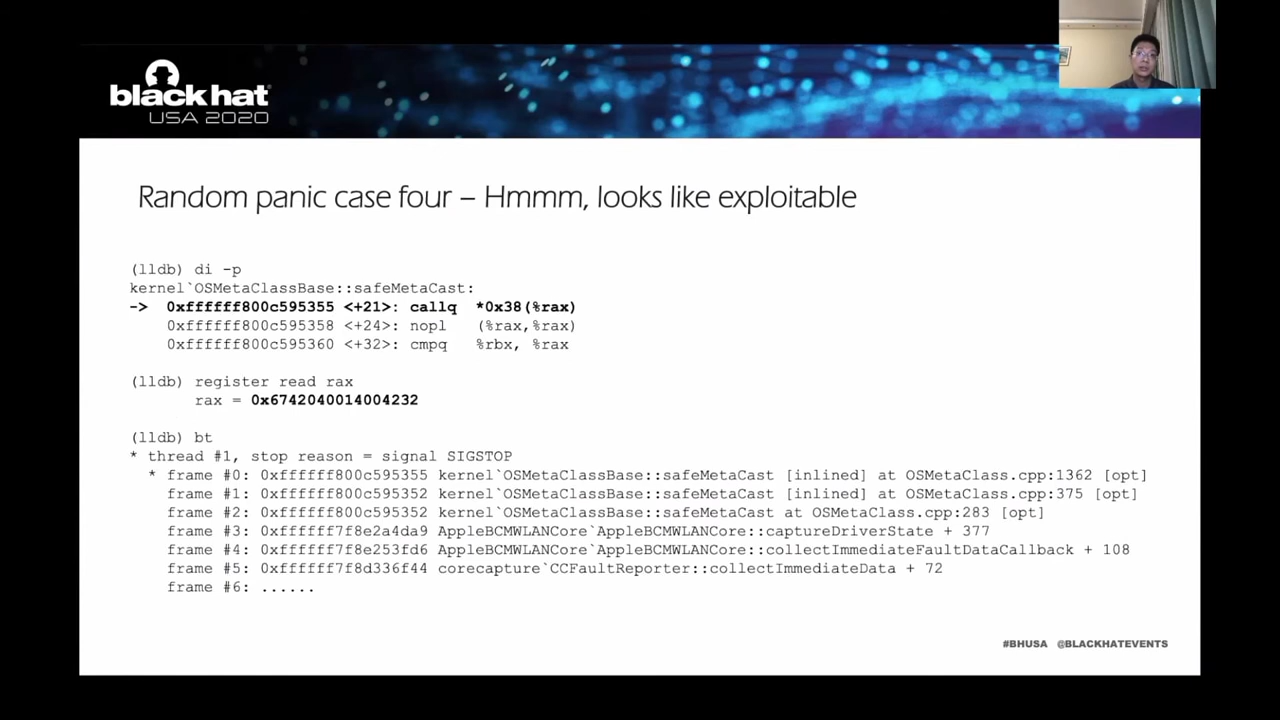 black hat
USA 2020
Random panic case four – Hmmm, looks like exploitable
(lldb) di -p
kernel`OSMetaClassBase::safeMetaCast:
-> 0xffffff800c595355 <+21>: callq *0x38(%rax)
0xffffff800c595358 <+24>: nopl (%rax,%rax)
0xffffff800c595360 <+32>: cmpq %rbx, %rax
(lldb) register read rax
rax = 0x6742040014004232
(lldb) bt
* thread #1, stop reason = signal SIGSTOP
* frame #0: 0xffffff800c595355 kernel`OSMetaClassBase::safeMetaCast [inlined] at OSMetaClass.cpp:1362 [opt]
frame #1: 0xffffff800c595352 kernel`OSMetaClassBase::safeMetaCast [inlined] at OSMetaClass.cpp:375 [opt]
frame #2: 0xffffff800c595352 kernel`OSMetaClassBase::safeMetaCast at OSMetaClass.cpp:283 [opt]
frame #3: 0xffffff7f8e2a4da9 AppleBCMWLANCore`AppleBCMWLANCore::captureDriverState + 377
frame #4: 0xffffff7f8e253fd6 AppleBCMWLANCore`AppleBCMWLANCore::collectImmediateFaultDataCallback + 108
frame #5: 0xffffff7f8d336f44 corecapture`CCFaultReporter::collectImmediateData + 72
frame #6: ......
#BHUSA @BLACKHATEVENTS